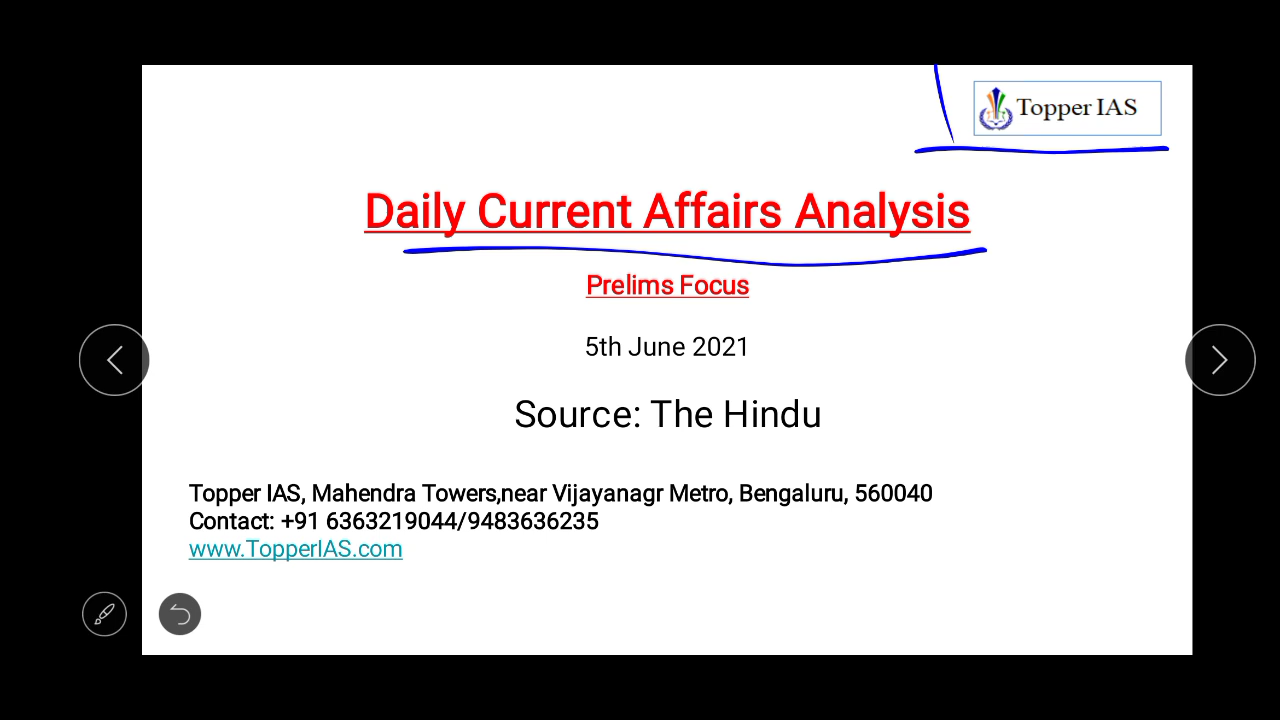 Topper IAS
Daily Current Affairs Analysis
Prelims Focus
5th June 2021
Source: The Hindu
Topper IAS, Mahendra Towers,near Vijayanagr Metro, Bengaluru, 560040
Contact: +91 6363219044/9483636235
www.TopperIAS.com